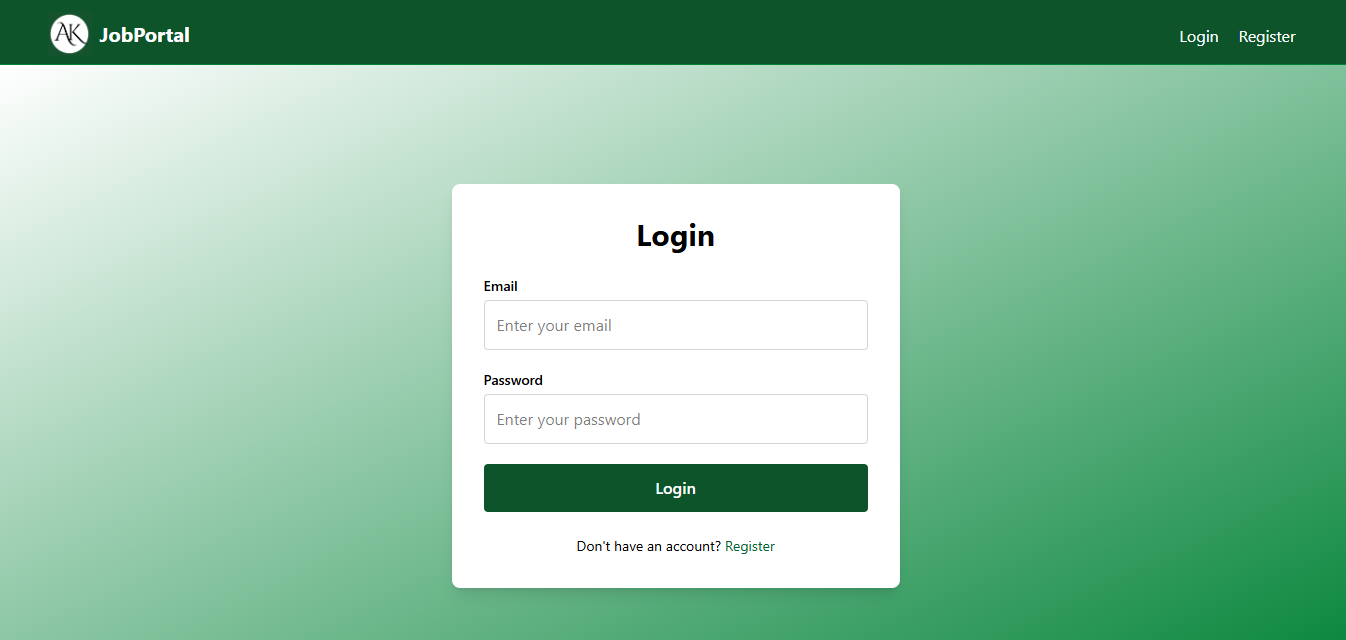 AK JobPortal
Login Register
Login
Email
Enter your email
Password
Enter your password
Login
Don't have an account? Register